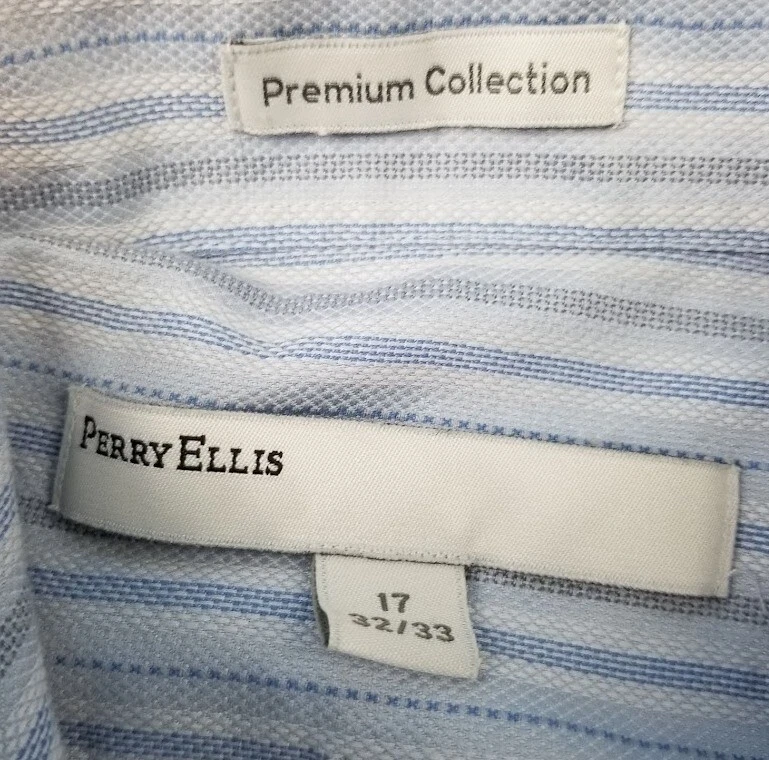 Premium Collection
PERRY ELLIS
17
32/33